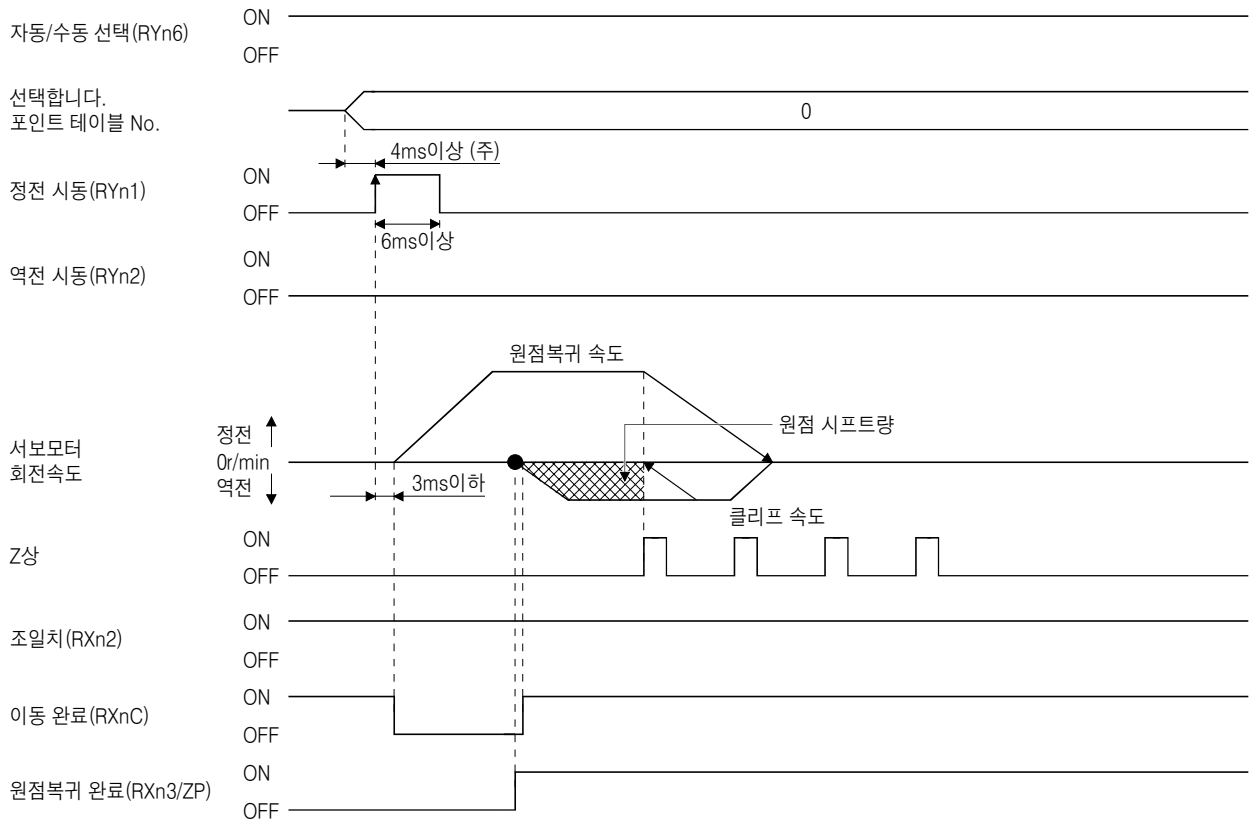 자동/수동 선택(RYn6)
ON
OFF
선택합니다.
포인트 테이블 No.
0
4ms이상 (주)
정전 시동(RYn1)
ON
OFF
6ms이상
역전 시동(RYn2)
ON
OFF
원점복귀 속도
원점 시프트량
서보모터
회전속도
정전
0r/min
역전
3ms이하
클리프 속도
Z상
ON
OFF
조일치(RXn2)
ON
OFF
이동 완료(RXnC)
ON
OFF
원점복귀 완료(RXn3/ZP)
ON
OFF